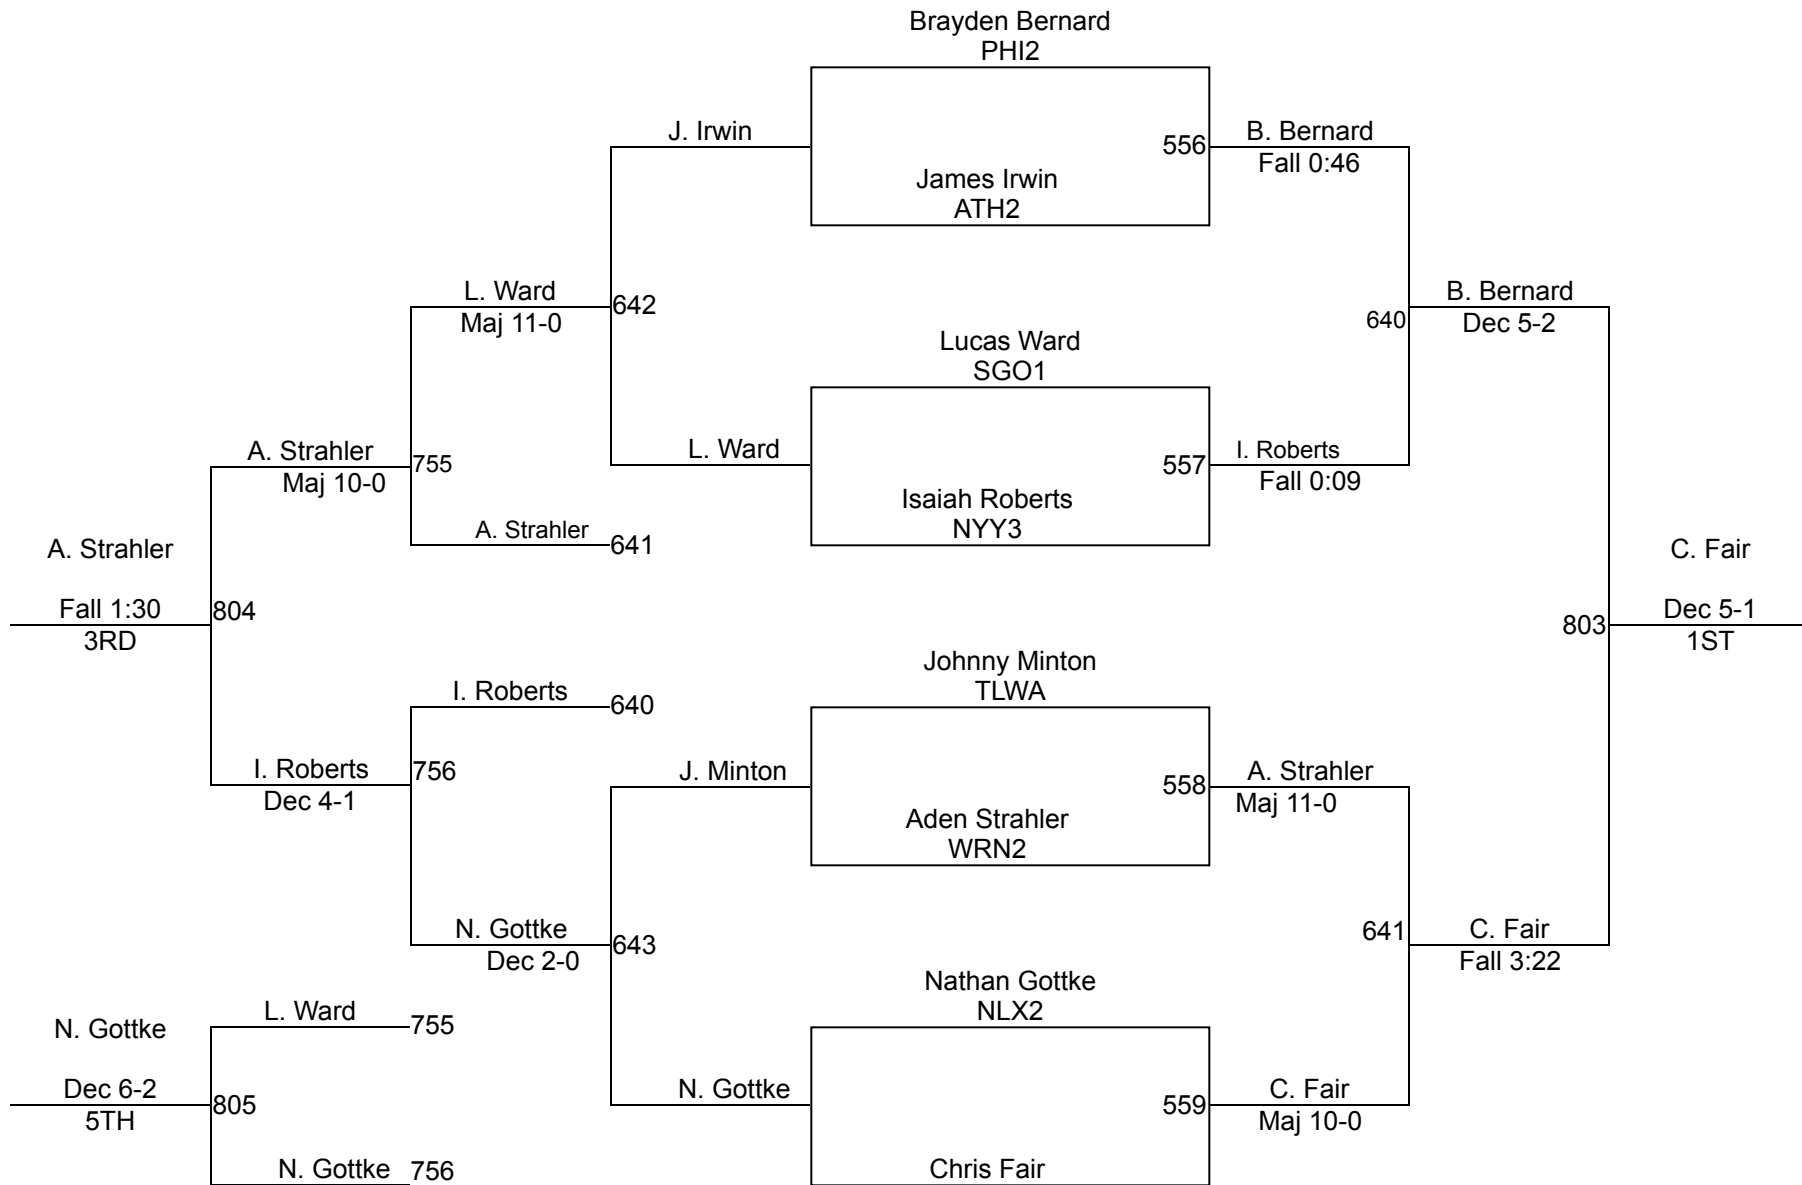 Brayden Bernard
PHI2
J. Irwin
556
B. Bernard
Fall 0:46
James Irwin
ATH2
L. Ward
Maj 11-0
642
640
B. Bernard
Dec 5-2
Lucas Ward
SGO1
A. Strahler
Maj 10-0
755
L. Ward
557
I. Roberts
Fall 0:09
Isaiah Roberts
NYY3
A. Strahler
641
A. Strahler
Fall 1:30
3RD
804
C. Fair
Dec 5-1
1ST
803
Johnny Minton
TLWA
I. Roberts
640
I. Roberts
Dec 4-1
756
J. Minton
558
A. Strahler
Maj 11-0
Aden Strahler
WRN2
N. Gottke
Dec 2-0
643
641
C. Fair
Fall 3:22
Nathan Gottke
NLX2
L. Ward
755
N. Gottke
Dec 6-2
5TH
805
N. Gottke
559
C. Fair
Maj 10-0
N. Gottke
756
Chris Fair